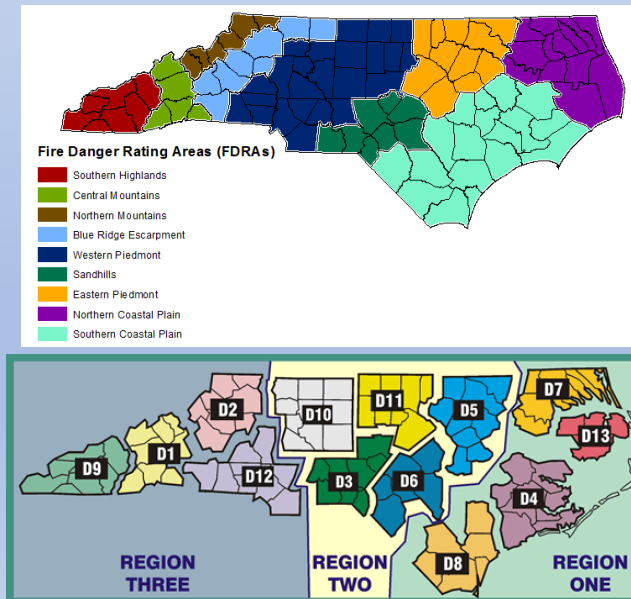 Fire Danger Rating Areas (FDRAs)
Southern Highlands
Central Mountains
Northern Mountains
Blue Ridge Escarpment
Western Piedmont
Sandhills
Eastern Piedmont
Northern Coastal Plain
Southern Coastal Plain
D2
D10
D11
D5
D7
D13
D1
D9
D12
D3
D6
D4
D8
REGION
THREE
REGION
TWO
REGION
ONE